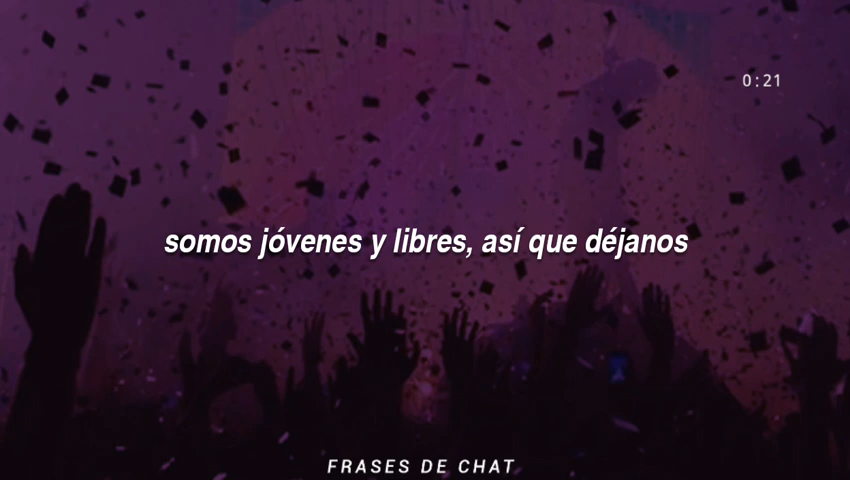 0:21
somos jóvenes y libres, así que déjanos
FRASES DE CHAT